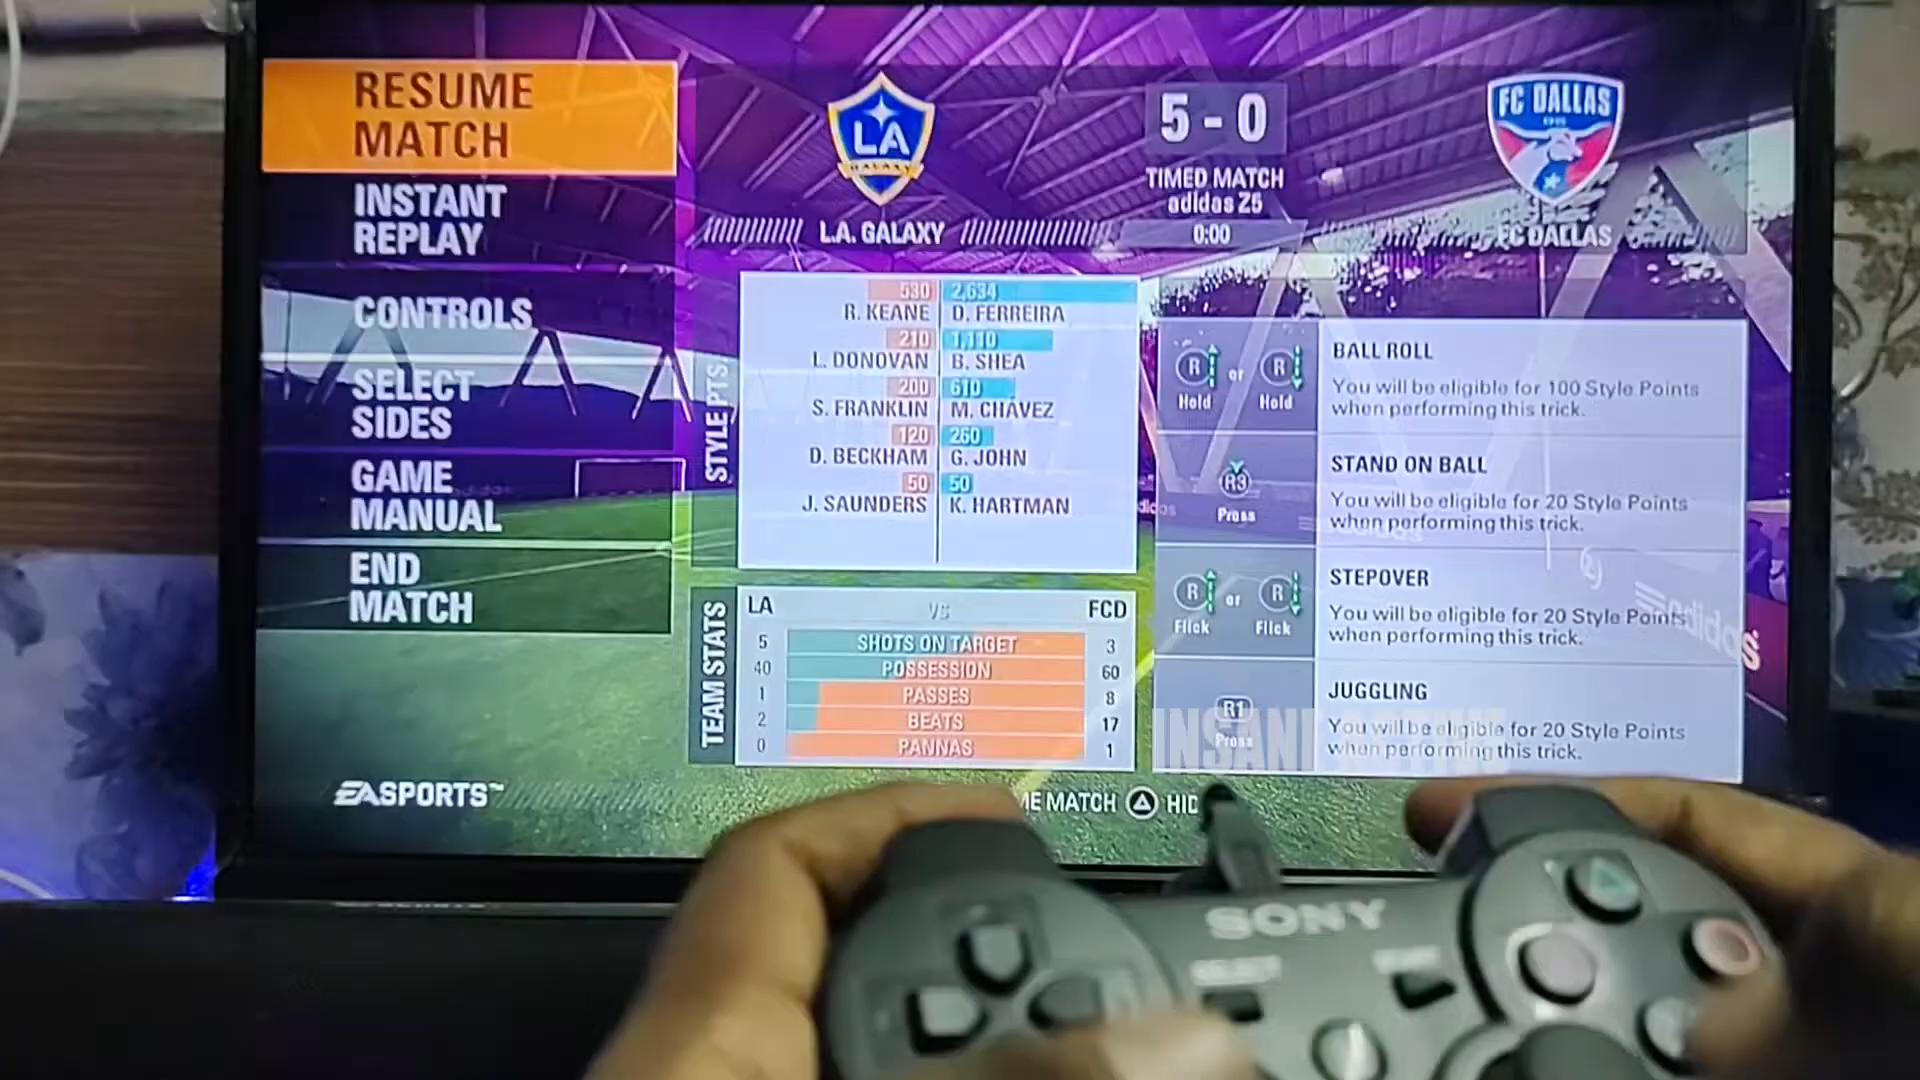 RESUME
MATCH
INSTANT
REPLAY
CONTROLS
SELECT
SIDES
GAME
MANUAL
END
MATCH
EA SPORTS™
LA
GALAXY
L.A. GALAXY
5 - 0
TIMED MATCH
adidas Z5
0:00
FC DALLAS
FC DALLAS
STYLE PTS
530 2,634
R. KEANE D. FERREIRA
210 1,110
L. DONOVAN B. SHEA
200 610
S. FRANKLIN M. CHAVEZ
120 260
D. BECKHAM G. JOHN
50 50
J. SAUNDERS K. HARTMAN
TEAM STATS
LA VS FCD
5 SHOTS ON TARGET 3
40 POSSESSION 60
1 PASSES 8
2 BEATS 17
0 PANNAS 1
R or R
Hold Hold
BALL ROLL
You will be eligible for 100 Style Points
when performing this trick.
R3
Press
STAND ON BALL
You will be eligible for 20 Style Points
when performing this trick.
R or R
Flick Flick
STEPOVER
You will be eligible for 20 Style Points
when performing this trick.
R1
Press
JUGGLING
You will be eligible for 20 Style Points
when performing this trick.
adidas
MATCH
SONY
SELECT